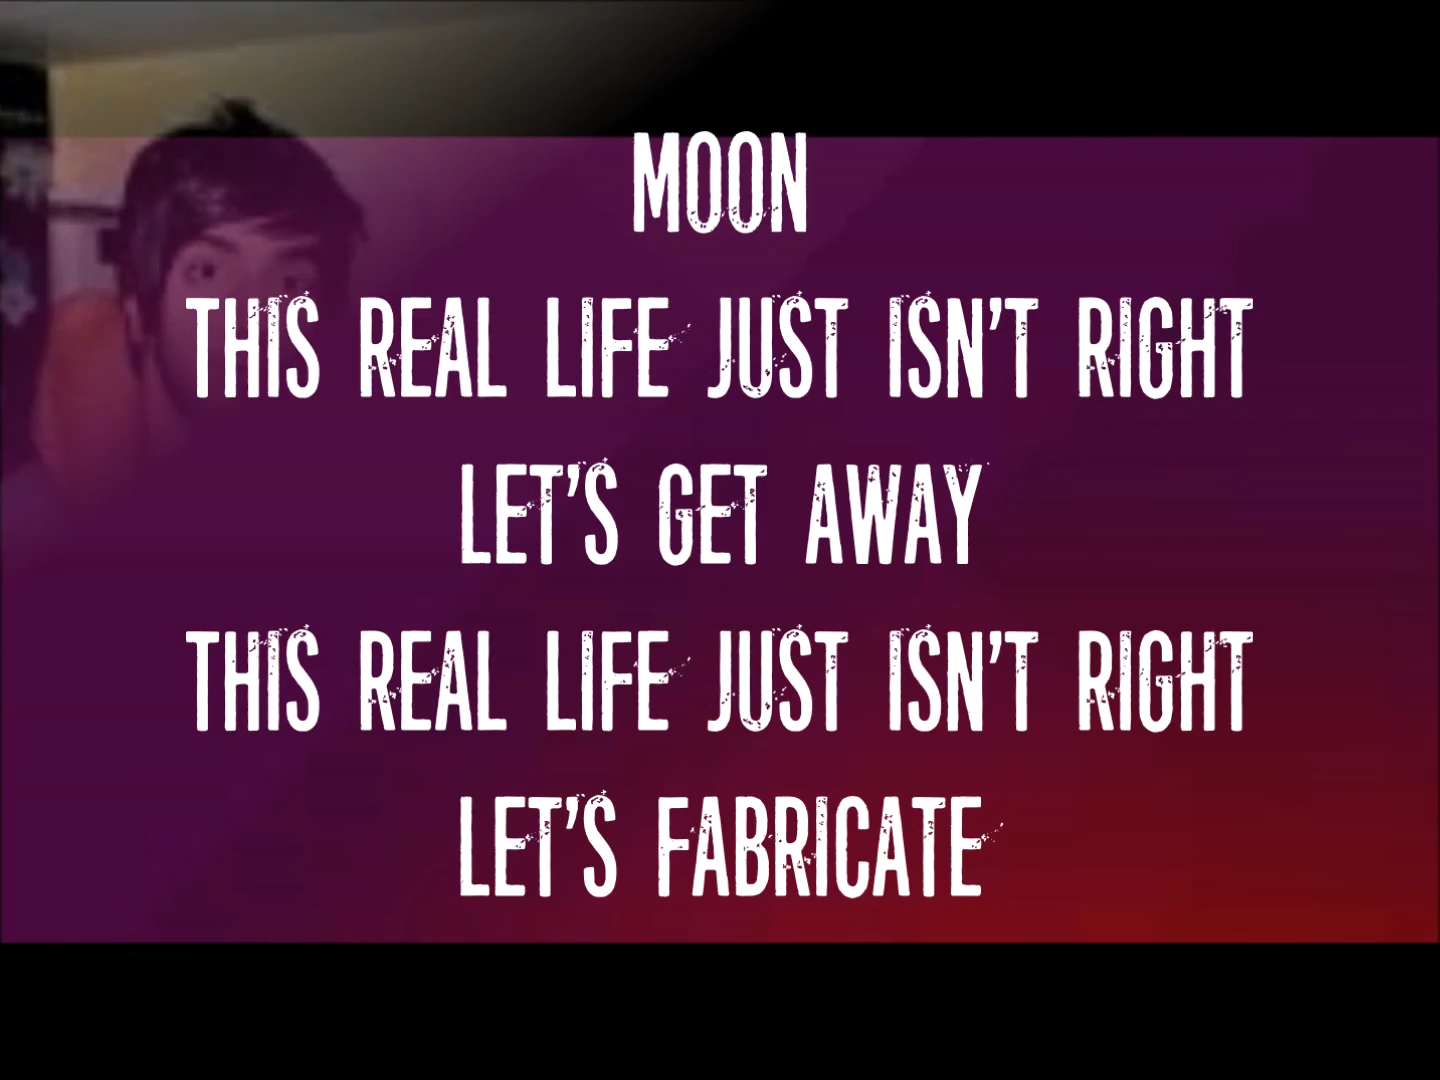 MOON
THIS REAL LIFE JUST ISN'T RIGHT
LET'S GET AWAY
THIS REAL LIFE JUST ISN'T RIGHT
LET'S FABRICATE